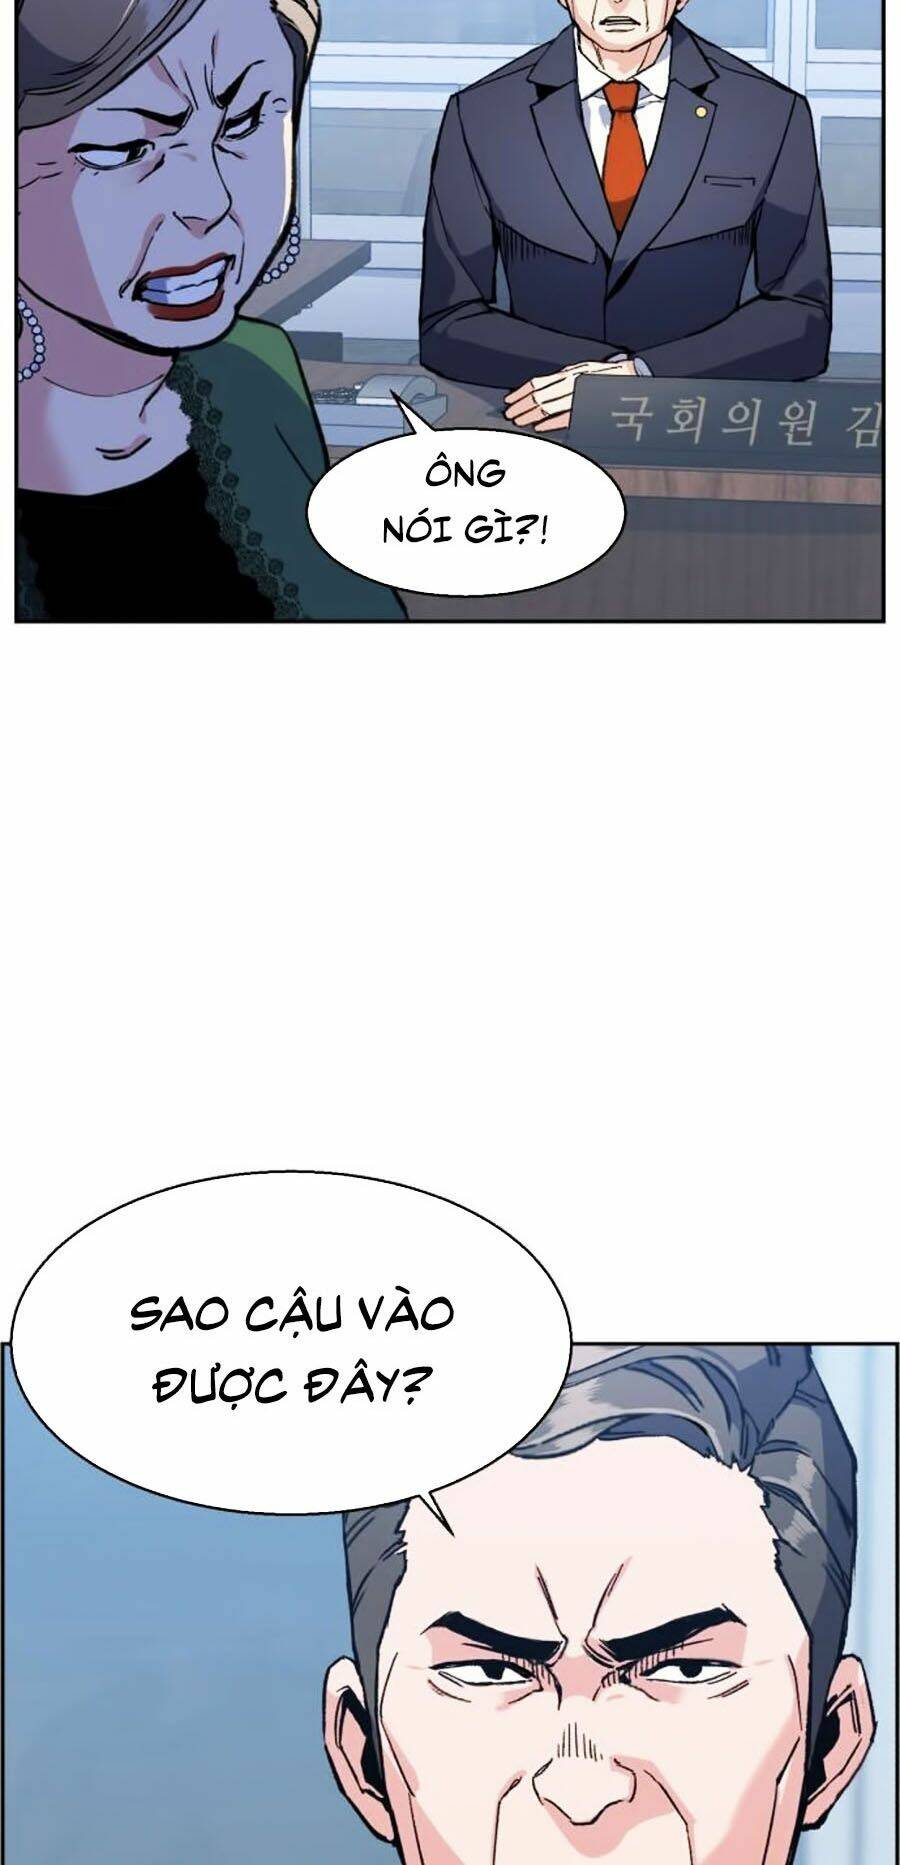 국회의원 김
ÔNG
NÓI GÌ?!
SAO CẬU VÀO
ĐƯỢC ĐÂY?